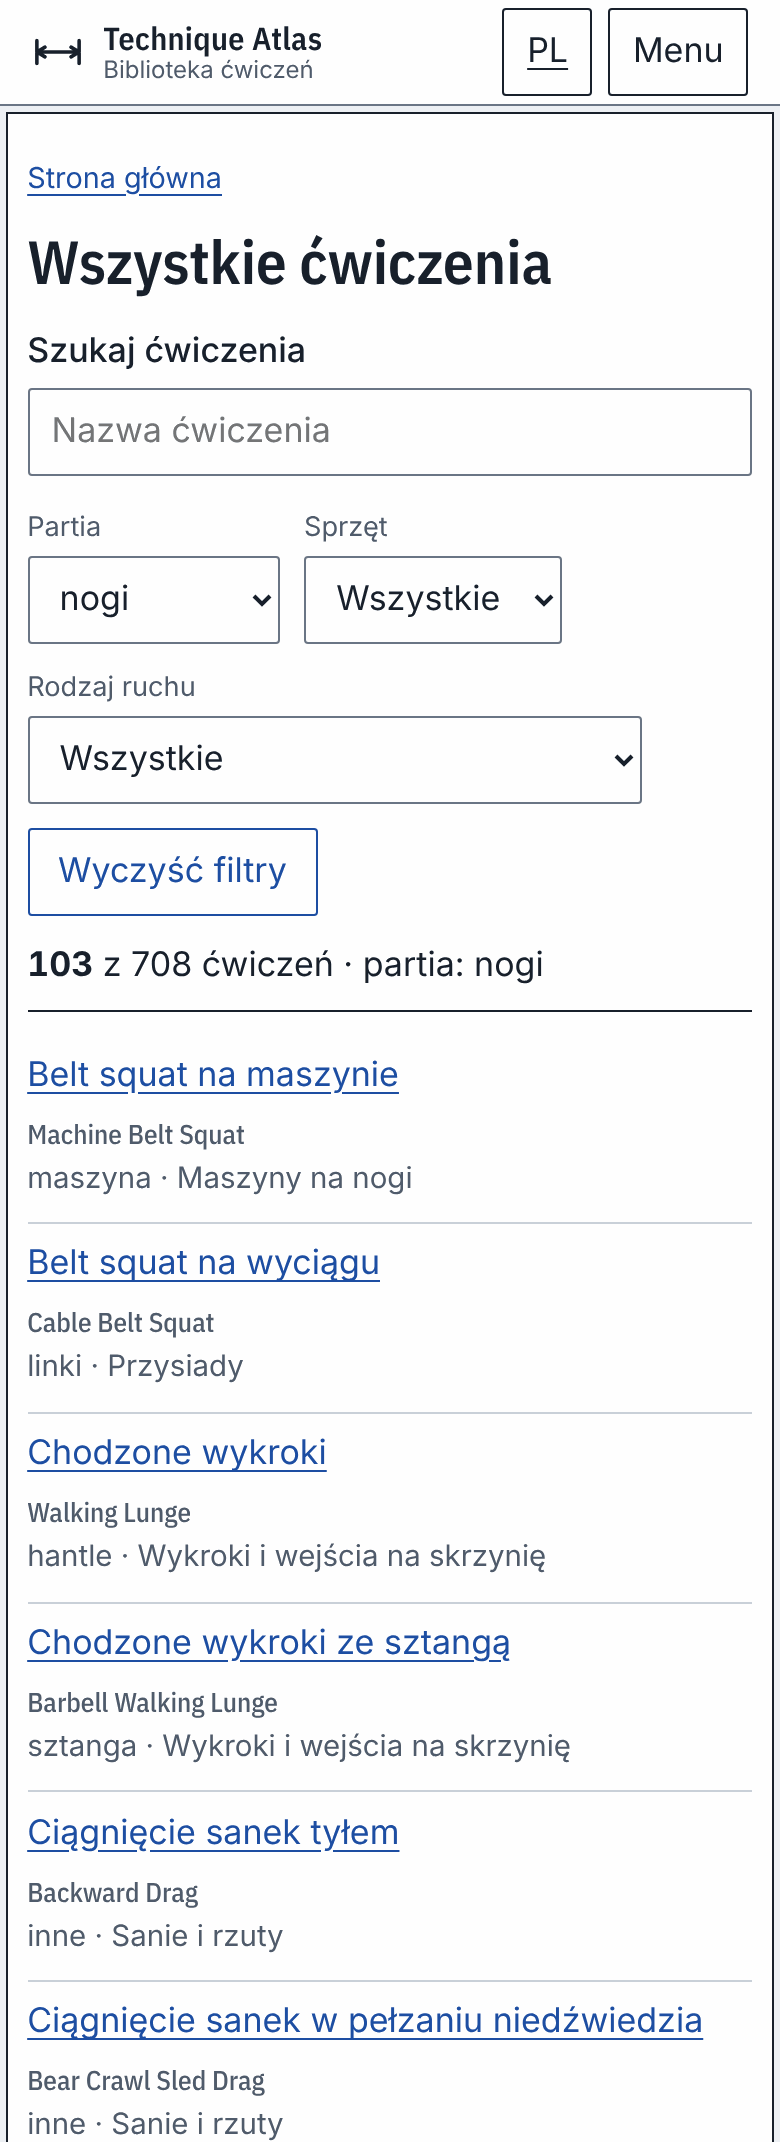 Technique Atlas
Biblioteka ćwiczeń
PL
Menu
Strona główna
Wszystkie ćwiczenia
Szukaj ćwiczenia
Nazwa ćwiczenia
Partia
Sprzęt
nogi
Wszystkie
Rodzaj ruchu
Wszystkie
Wyczyść filtry
103 z 708 ćwiczeń · partia: nogi
Belt squat na maszynie
Machine Belt Squat
maszyna · Maszyny na nogi
Belt squat na wyciągu
Cable Belt Squat
linki · Przysiady
Chodzone wykroki
Walking Lunge
hantle · Wykroki i wejścia na skrzynię
Chodzone wykroki ze sztangą
Barbell Walking Lunge
sztanga · Wykroki i wejścia na skrzynię
Ciągnięcie sanek tyłem
Backward Drag
inne · Sanie i rzuty
Ciągnięcie sanek w pełzaniu niedźwiedzia
Bear Crawl Sled Drag
inne · Sanie i rzuty